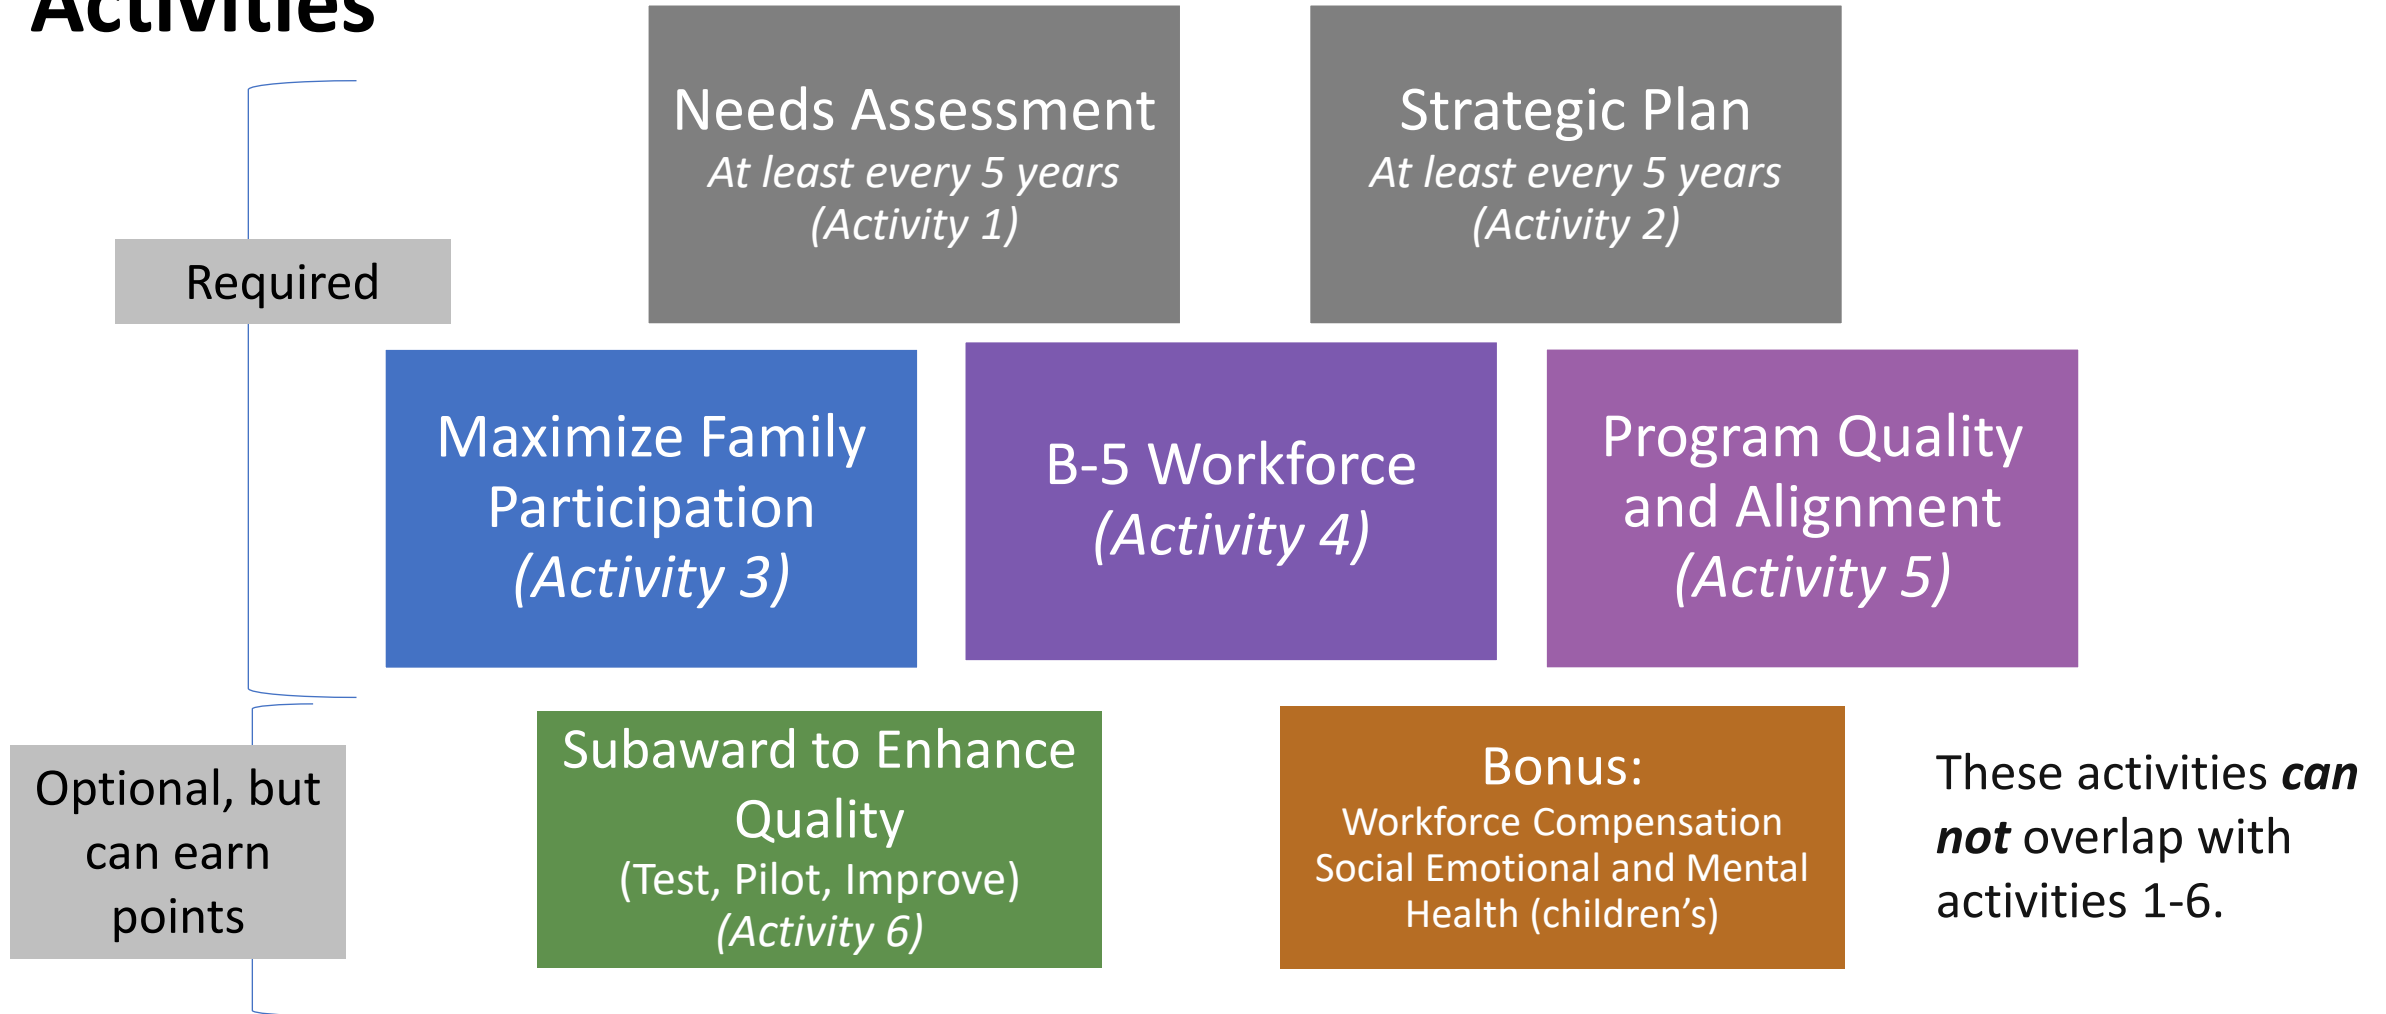 Activities
Needs Assessment
At least every 5 years
(Activity 1)
Strategic Plan
At least every 5 years
(Activity 2)
Required
Maximize Family
Participation
(Activity 3)
B-5 Workforce
(Activity 4)
Program Quality
and Alignment
(Activity 5)
Optional, but
can earn
points
Subaward to Enhance
Quality
(Test, Pilot, Improve)
(Activity 6)
Bonus:
Workforce Compensation
Social Emotional and Mental
Health (children’s)
These activities can
not overlap with
activities 1-6.